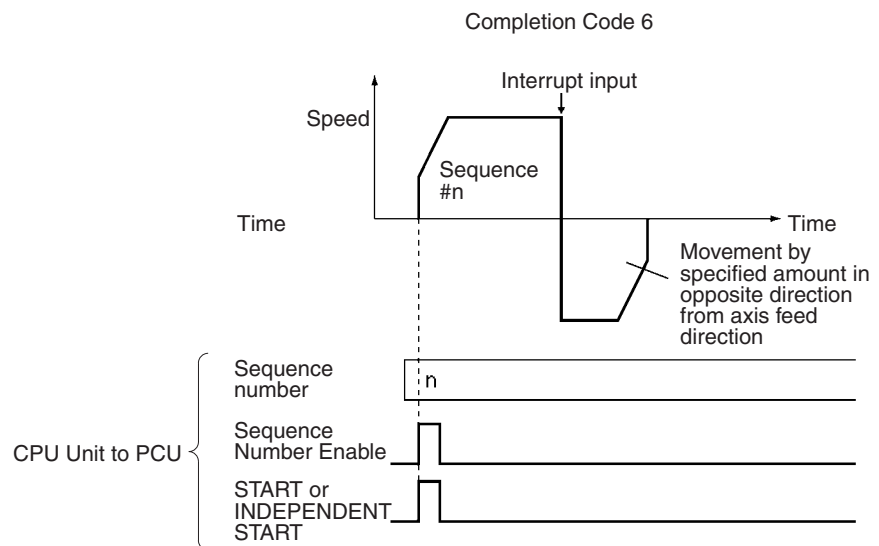 Completion Code 6
Interrupt input
Speed
Sequence
#n
Time
Time
Movement by
specified amount in
opposite direction
from axis feed
direction
Sequence
number
n
CPU Unit to PCU
Sequence
Number Enable
START or
INDEPENDENT
START